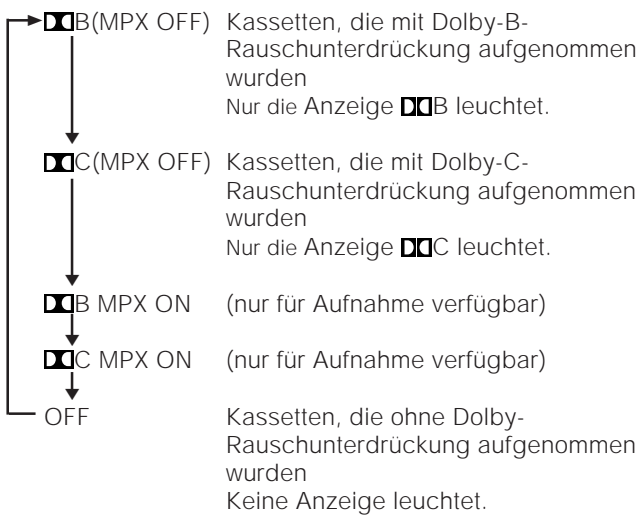 B(MPX OFF) Kassetten, die mit Dolby-B-
Rauschunterdrückung aufgenommen
wurden
Nur die Anzeige B leuchtet.
C(MPX OFF) Kassetten, die mit Dolby-C-
Rauschunterdrückung aufgenommen
wurden
Nur die Anzeige C leuchtet.
B MPX ON (nur für Aufnahme verfügbar)
C MPX ON (nur für Aufnahme verfügbar)
OFF Kassetten, die ohne Dolby-
Rauschunterdrückung aufgenommen
wurden
Keine Anzeige leuchtet.